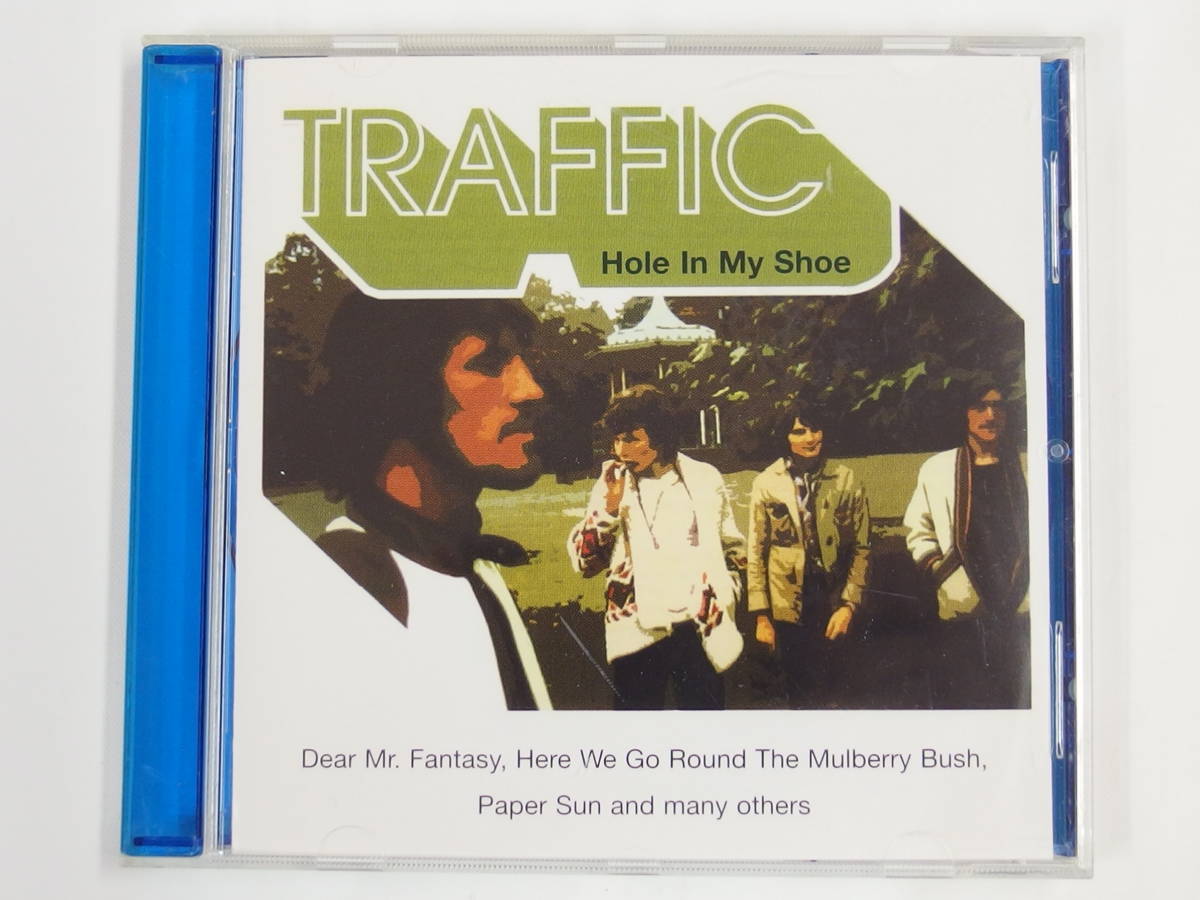 TRAFFIC
Hole In My Shoe
Dear Mr. Fantasy, Here We Go Round The Mulberry Bush,
Paper Sun and many others